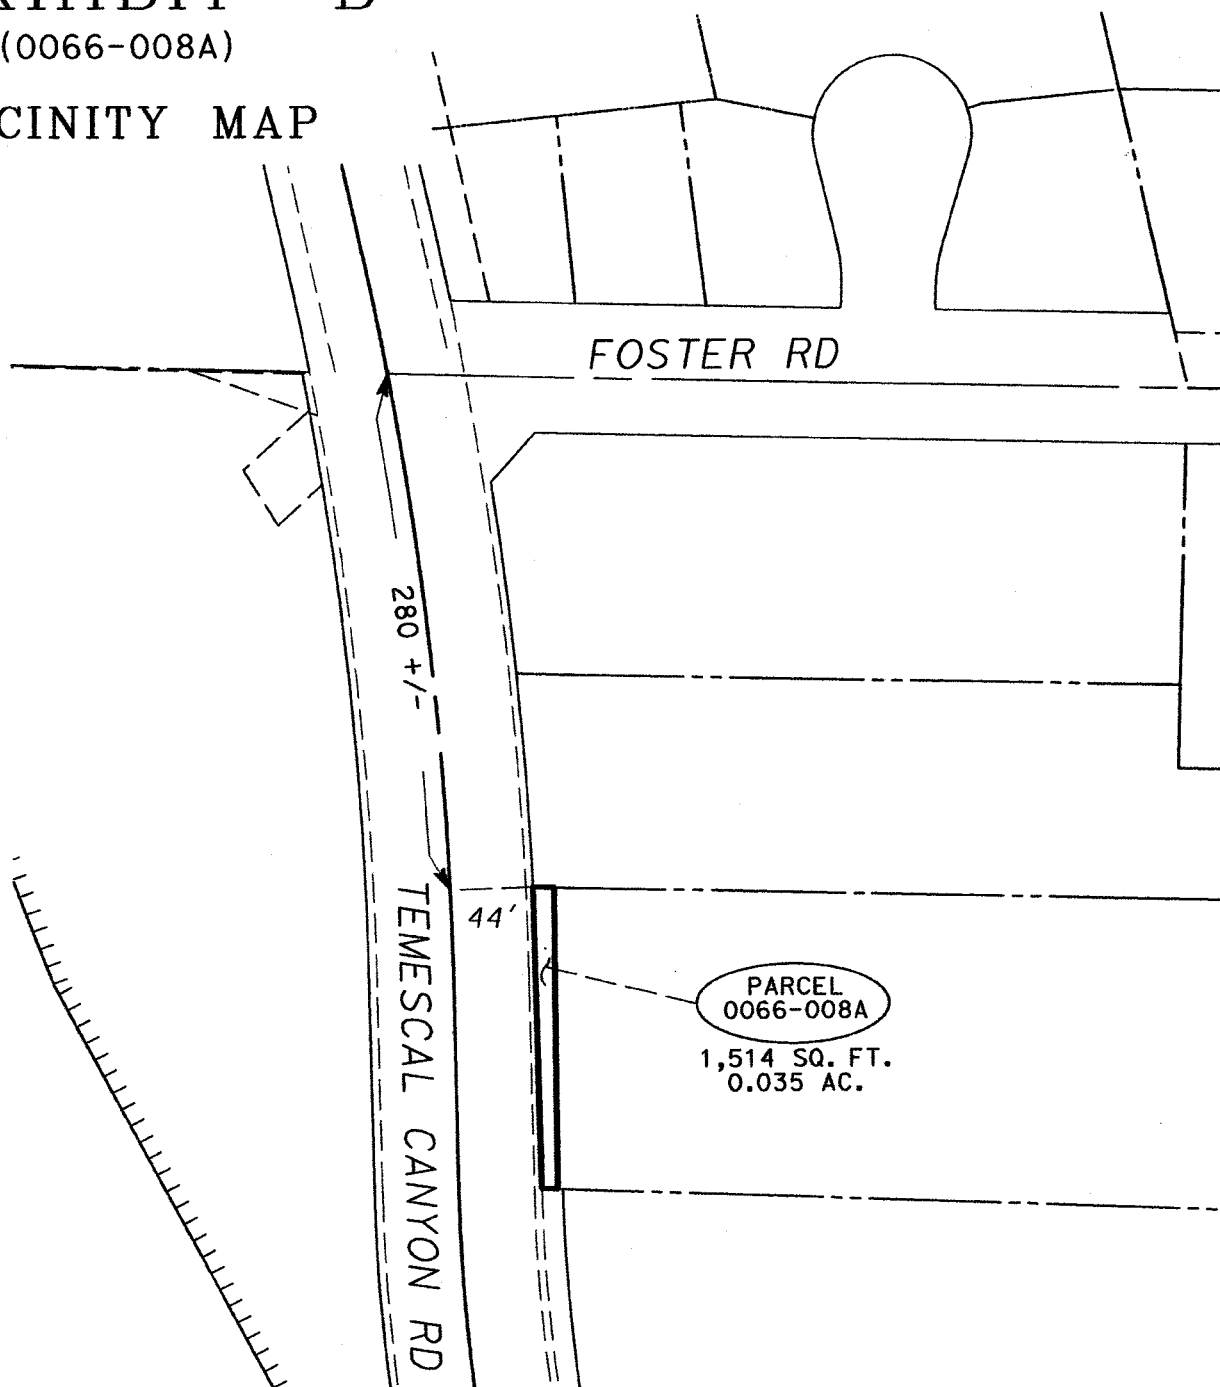 (0066-008A)
MAP
FOSTER RD
280 +/-
44'
TEMESCAL CANYON RD
PARCEL
0066-008A
1,514 SQ. FT.
0.035 AC.